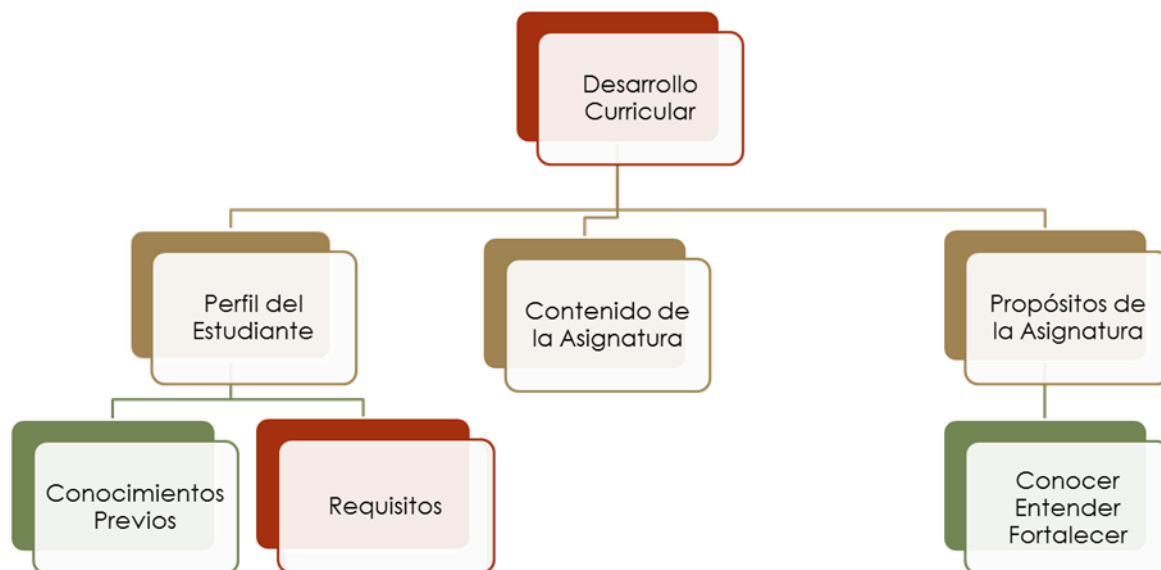 Desarrollo
Curricular
Perfil del
Estudiante
Contenido de
la Asignatura
Propósitos de
la Asignatura
Conocimientos
Previos
Requisitos
Conocer
Entender
Fortalecer